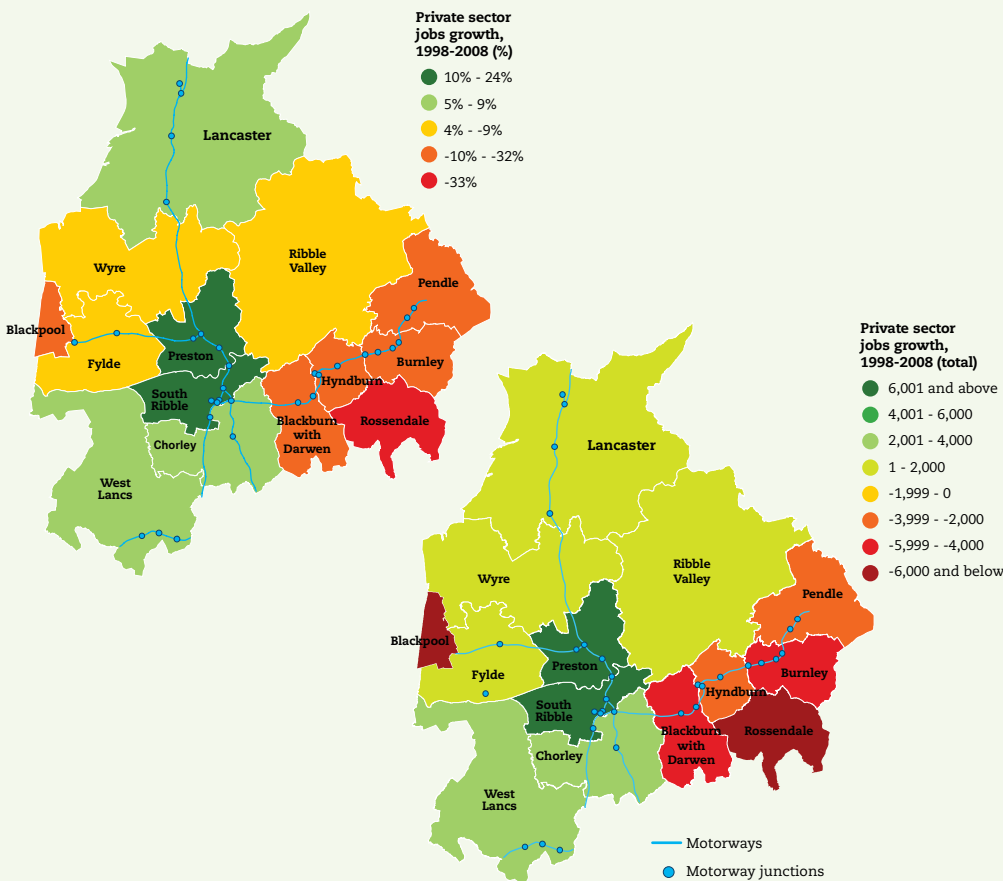 Private sector
jobs growth,
1998-2008 (%)
10% - 24%
5% - 9%
4% - -9%
-10% - -32%
-33%
Lancaster
Wyre
Ribble
Valley
Pendle
Blackpool
Fylde
Preston
Burnley
Hyndburn
South
Ribble
Blackburn
with
Darwen
Rossendale
Chorley
West
Lancs
Private sector
jobs growth,
1998-2008 (total)
6,001 and above
4,001 - 6,000
2,001 - 4,000
1 - 2,000
-1,999 - 0
-3,999 - -2,000
-5,999 - -4,000
-6,000 and below
Lancaster
Wyre
Ribble
Valley
Pendle
Blackpool
Fylde
Preston
Burnley
Hyndburn
South
Ribble
Blackburn
with
Darwen
Rossendale
Chorley
West
Lancs
Motorways
Motorway junctions